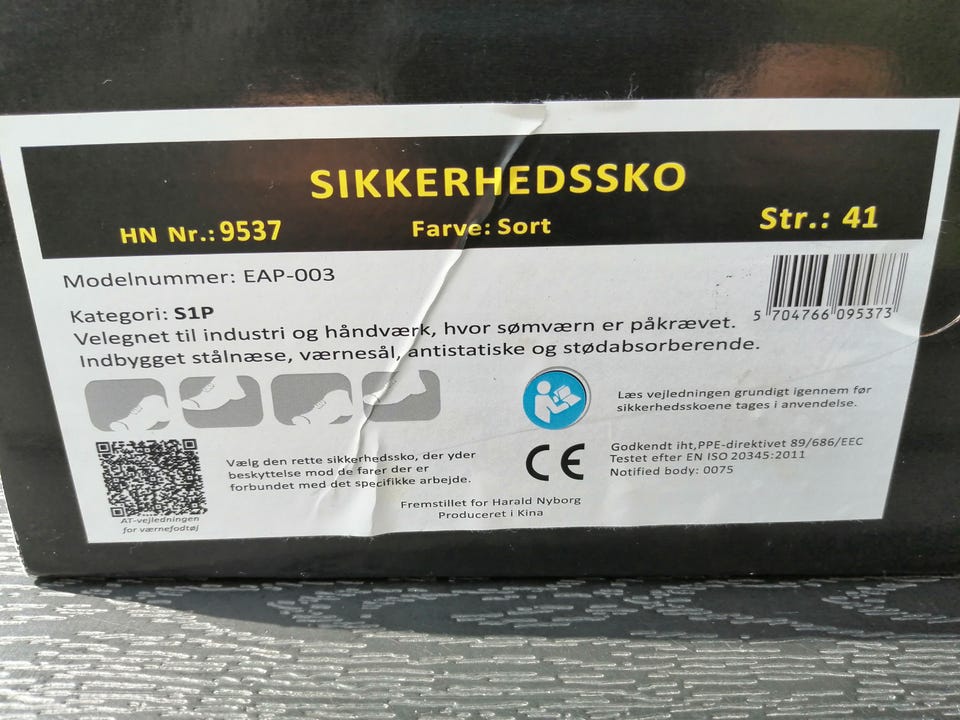 SIKKERHEDSSKO
HN Nr.: 9537
Farve: Sort
Str.: 41
Modelnummer: EAP-003
Kategori: S1P
Velegnet til industri og håndværk, hvor sømværn er påkrævet.
Indbygget stålnæse, værnesål, antistatiske og stødabsorberende.
5 704766 095373
Læs vejledningen grundigt igennem før
sikkerhedsskoene tages i anvendelse.
AT-vejledningen
for værnefodtøj
Vælg den rette sikkerhedssko, der yder
beskyttelse mod de farer der er
forbundet med det specifikke arbejde.
CE
Godkendt iht,PPE-direktivet 89/686/EEC
Testet efter EN ISO 20345:2011
Notified body: 0075
Fremstillet for Harald Nyborg
Produceret i Kina